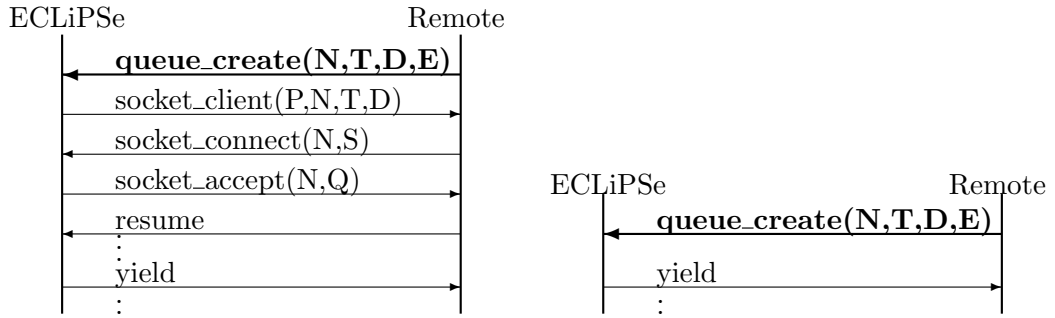 ECLiPSe Remote
queue_create(N,T,D,E)
socket_client(P,N,T,D)
socket_connect(N,S)
socket_accept(N,Q)
resume
yield
ECLiPSe Remote
queue_create(N,T,D,E)
yield